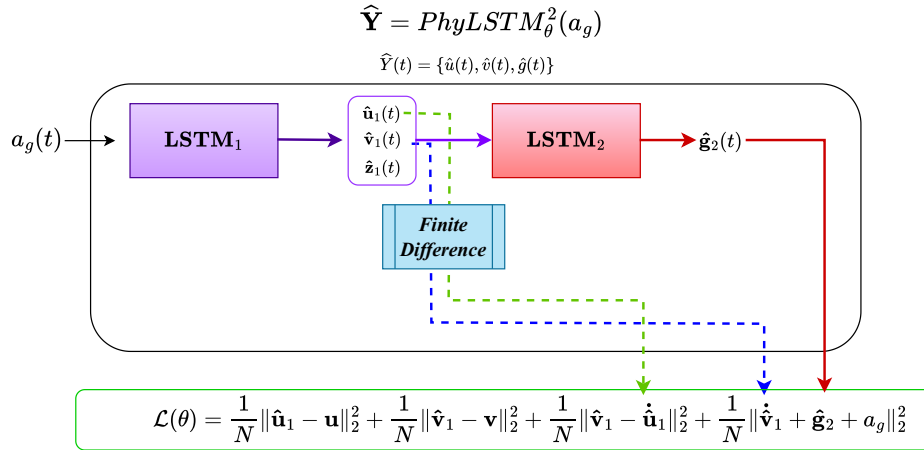 Ŷ = PhyLSTM²_θ(a_g)
Ŷ(t) = {û(t), v̂(t), ĝ(t)}
a_g(t)
LSTM₁
û₁(t)
v̂₁(t)
ẑ₁(t)
LSTM₂
ĝ₂(t)
Finite
Difference
ℒ(θ) = 1/N ‖û₁ − u‖₂² + 1/N ‖v̂₁ − v‖₂² + 1/N ‖v̂₁ − û̇₁‖₂² + 1/N ‖v̂̇₁ + ĝ₂ + a_g‖₂²